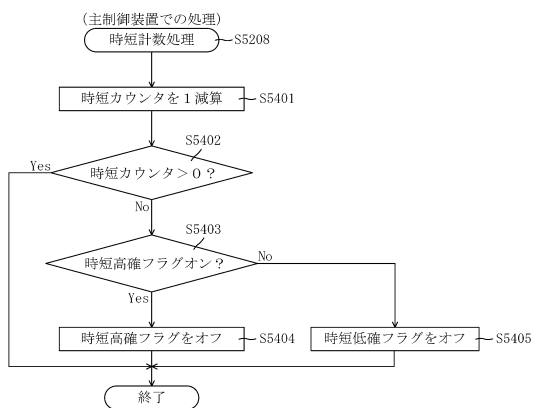 (主制御装置での処理)
時短計数処理 S5208
時短カウンタを1減算 S5401
S5402
Yes
時短カウンタ>0?
No
S5403
時短高確フラグオン?
No
Yes
時短高確フラグをオフ S5404
時短低確フラグをオフ S5405
終了